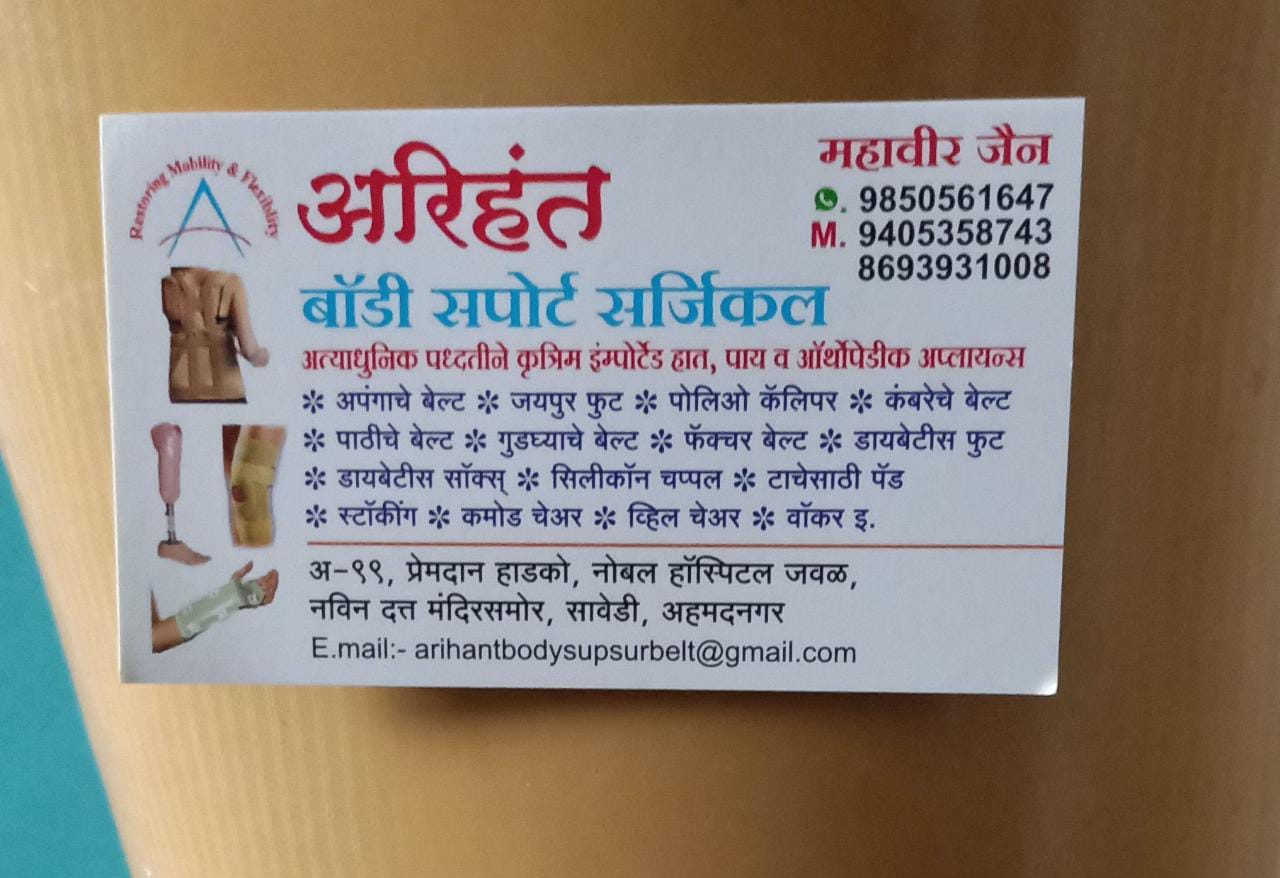 Restoring Mobility & Flexiblity
अरिहंत
बॉडी सपोर्ट सर्जिकल
महावीर जैन
9850561647
M. 9405358743
8693931008
अत्याधुनिक पध्दतीने कृत्रिम इंम्पोर्टेड हात, पाय व ऑर्थोपेडीक अप्लायन्स
✲ अपंगाचे बेल्ट ✲ जयपुर फुट ✲ पोलिओ कॅलिपर ✲ कंबरेचे बेल्ट
✲ पाठीचे बेल्ट ✲ गुडघ्याचे बेल्ट ✲ फॅक्चर बेल्ट ✲ डायबेटीस फुट
✲ डायबेटीस सॉक्स् ✲ सिलीकॉन चप्पल ✲ टाचेसाठी पॅड
✲ स्टॉकींग ✲ कमोड चेअर ✲ व्हिल चेअर ✲ वॉकर इ.
अ-९९, प्रेमदान हाडको, नोबल हॉस्पिटल जवळ,
नविन दत्त मंदिरसमोर, सावेडी, अहमदनगर
E.mail:- arihantbodysupsurbelt@gmail.com